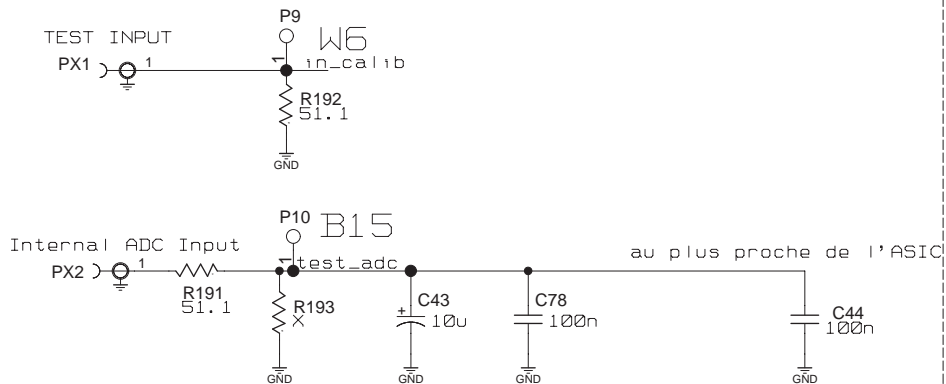 P9
TEST INPUT
W6
PX1
1
1
in_calib
R192
51.1
GND
P10
B15
Internal ADC Input
au plus proche de l'ASIC
PX2
1
1
test_adc
R191
51.1
R193
X
+
C43
10u
C78
100n
C44
100n
GND
GND
GND
GND